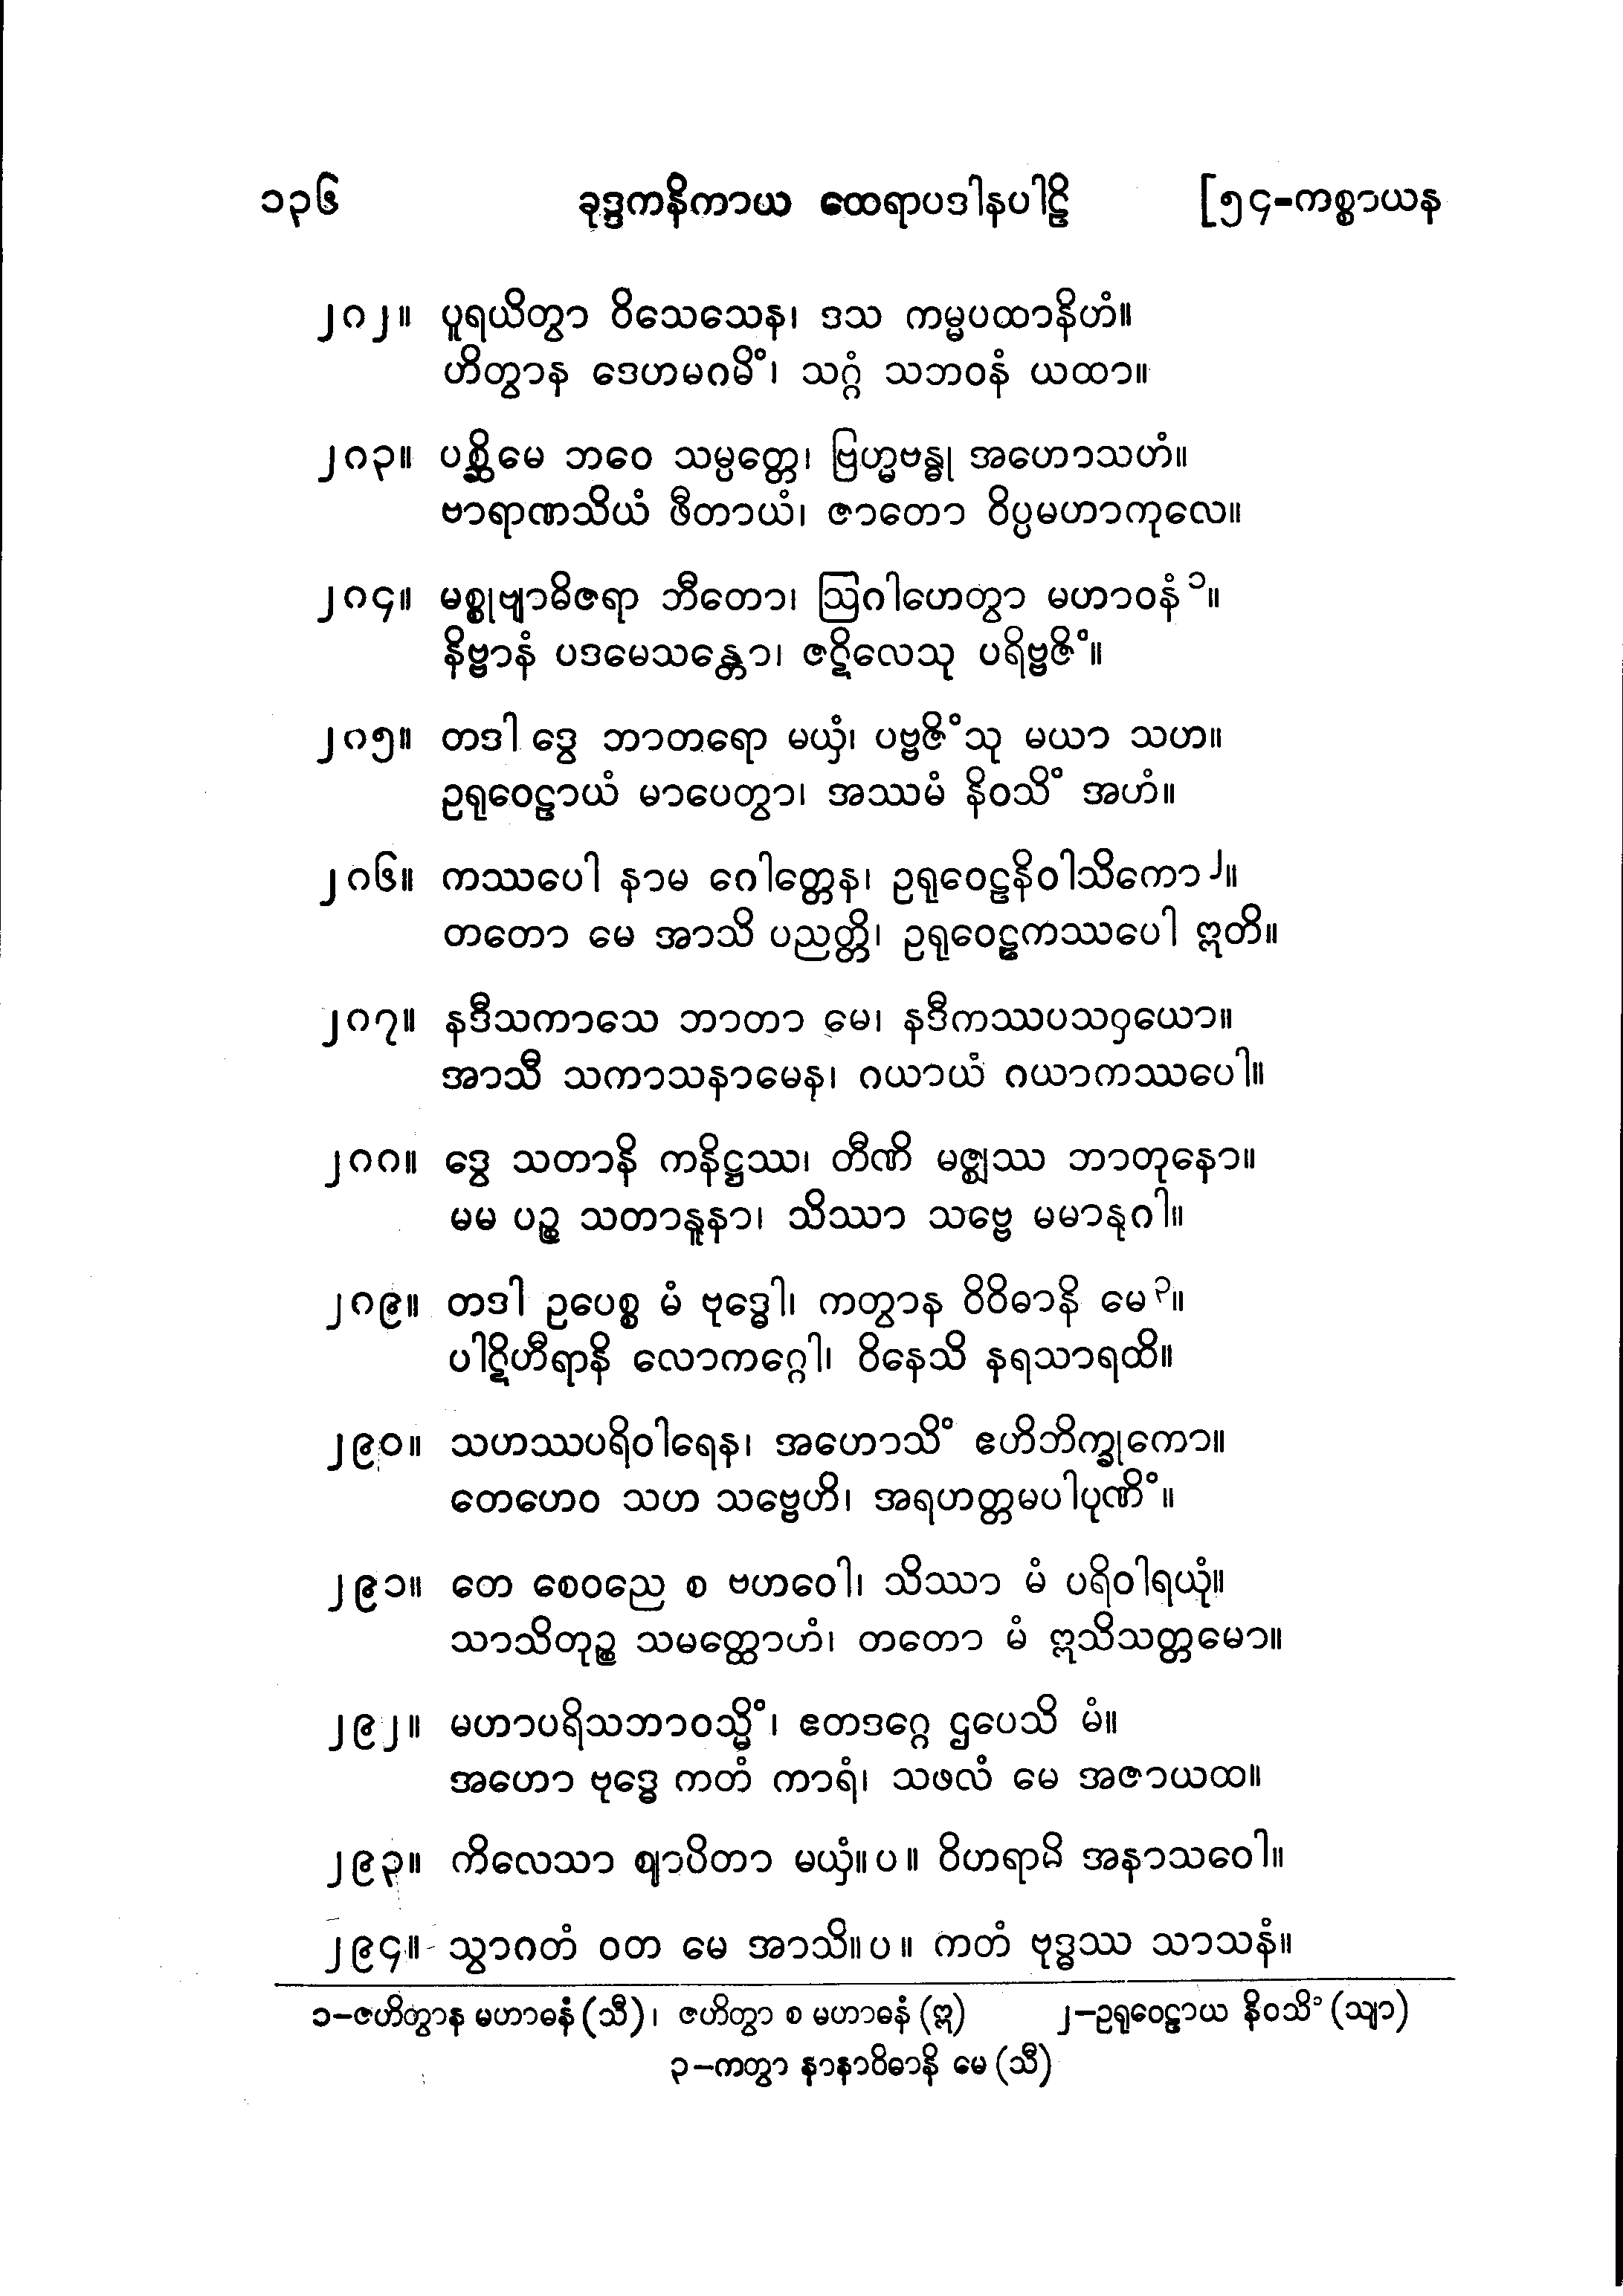 ၁၃၆ ခုဒ္ဒကနိကာယ ထေရာပဒါနပါဠိ [၅၄-ကစ္စာယန
၂၈၂။ ပူရယိတွာ ဝိသေသေန၊ ဒသ ကမ္မပထာနိဟံ။
ဟိတွာန ဒေဟမဂမိံ၊ သဂ္ဂံ သဘဝနံ ယထာ။
၂၈၃။ ပစ္ဆိမေ ဘဝေ သမ္ပတ္တေ၊ ဗြဟ္မဗန္ဓု အဟောသဟံ။
ဗာရာဏသိယံ ဖီတာယံ၊ ဇာတော ဝိပ္ပမဟာကုလေ။
၂၈၄။ မစ္စုဗျာဓိဇရာ ဘီတော၊ ဩဂါဟေတွာ မဟာဝနံ၁။
နိဗ္ဗာနံ ပဒမေသန္တော၊ ဇဋိလေသု ပရိဗ္ဗဇိံ။
၂၈၅။ တဒါ ဒွေ ဘာတရော မယှံ၊ ပဗ္ဗဇိံသု မယာ သဟ။
ဥရုဝေဠာယံ မာပေတွာ၊ အဿမံ နိဝသိံ အဟံ။
၂၈၆။ ကဿပေါ နာမ ဂေါတ္တေန၊ ဥရုဝေဠနိဝါသိကော၂။
တတော မေ အာသိ ပညတ္တိ၊ ဥရုဝေဠကဿပေါ ဣတိ။
၂၈၇။ နဒီသကာသေ ဘာတာ မေ၊ နဒီကဿပသဝှယော။
အာသီ သကာသနာမေန၊ ဂယာယံ ဂယာကဿပေါ။
၂၈၈။ ဒွေ သတာနိ ကနိဋ္ဌဿ၊ တီဏိ မဇ္ဈဿ ဘာတုနော။
မမ ပဉ္စ သတာနူနာ၊ သိဿာ သဗ္ဗေ မမာနုဂါ။
၂၈၉။ တဒါ ဥပေစ္စ မံ ဗုဒ္ဓေါ၊ ကတွာန ဝိဝိဓာနိ မေ၃။
ပါဋိဟီရာနိ လောကဂ္ဂေါ၊ ဝိနေသိ နရသာရထိ။
၂၉၀။ သဟဿပရိဝါရေန၊ အဟောသိံ ဧဟိဘိက္ခုကော။
တေဟေဝ သဟ သဗ္ဗေဟိ၊ အရဟတ္တမပါပုဏိံ။
၂၉၁။ တေ စေဝညေ စ ဗဟဝေါ၊ သိဿာ မံ ပရိဝါရယုံ။
သာသိတုဉ္စ သမတ္ထောဟံ၊ တတော မံ ဣသိသတ္တမော။
၂၉၂။ မဟာပရိသဘာဝသ္မိံ၊ ဧတဒဂ္ဂေ ဌပေသိ မံ။
အဟော ဗုဒ္ဓေ ကတံ ကာရံ၊ သဖလံ မေ အဇာယထ။
၂၉၃။ ကိလေသာ ဈာပိတာ မယှံ။ပ။ ဝိဟရာမိ အနာသဝေါ။
၂၉၄။ သွာဂတံ ဝတ မေ အာသိ။ပ။ ကတံ ဗုဒ္ဓဿ သာသနံ။
၁–ဇဟိတွာန မဟာဓနံ (သီ)၊ ဇဟိတွာ စ မဟာဓနံ (ဣ) ၂–ဥရုဝေဠာယ နိဝသိံ (သျာ)
၃–ကတွာ နာနာဝိဓာနိ မေ (သီ)